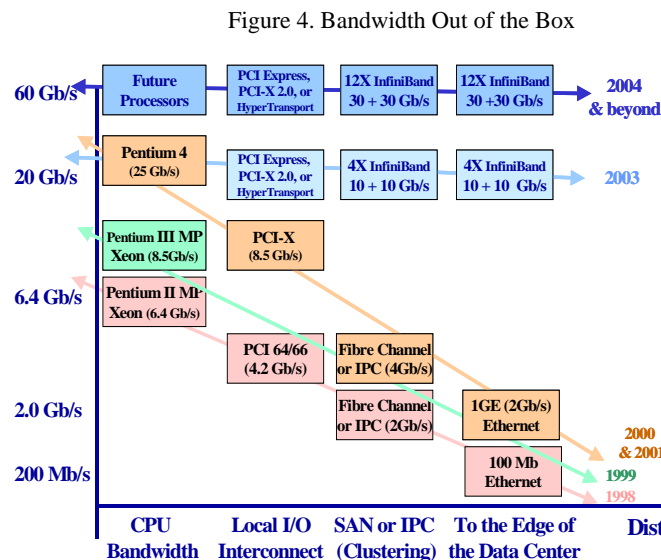 Figure 4. Bandwidth Out of the Box
60 Gb/s
Future
Processors
PCI Express,
PCI-X 2.0, or
HyperTransport
12X InfiniBand
30 + 30 Gb/s
12X InfiniBand
30 +30 Gb/s
2004
& beyond
20 Gb/s
Pentium 4
(25 Gb/s)
PCI Express,
PCI-X 2.0, or
HyperTransport
4X InfiniBand
10 + 10 Gb/s
4X InfiniBand
10 + 10 Gb/s
2003
Pentium III MP
Xeon (8.5Gb/s)
PCI-X
(8.5 Gb/s)
6.4 Gb/s
Pentium II MP
Xeon (6.4 Gb/s)
PCI 64/66
(4.2 Gb/s)
Fibre Channel
or IPC (4Gb/s)
2.0 Gb/s
Fibre Channel
or IPC (2Gb/s)
1GE (2Gb/s)
Ethernet
2000
& 2001
200 Mb/s
100 Mb
Ethernet
1999
1998
CPU
Bandwidth
Local I/O
Interconnect
SAN or IPC
(Clustering)
To the Edge of
the Data Center
Dist